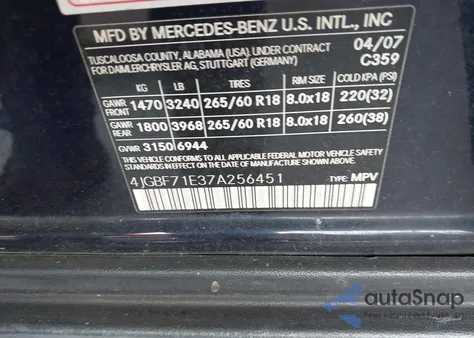 MFD BY MERCEDES-BENZ U.S. INTL., INC
TUSCALOOSA COUNTY, ALABAMA (USA). UNDER CONTRACT 04/07
FOR DAIMLERCHRYSLER AG, STUTTGART (GERMANY) C359
KG LB TIRES RIM SIZE COLD KPA (PSI)
GAWR FRONT 1470 3240 265/60 R18 8.0x18 220(32)
GAWR REAR 1800 3968 265/60 R18 8.0x18 260(38)
GVWR 3150 6944
THIS VEHICLE CONFORMS TO ALL APPLICABLE U.S. FEDERAL MOTOR VEHICLE SAFETY
STANDARDS IN EFFECT ON THE DATE OF MANUFACTURE SHOWN ABOVE.
4JGBF71E37A256451 TYPE: MPV
autoSnap